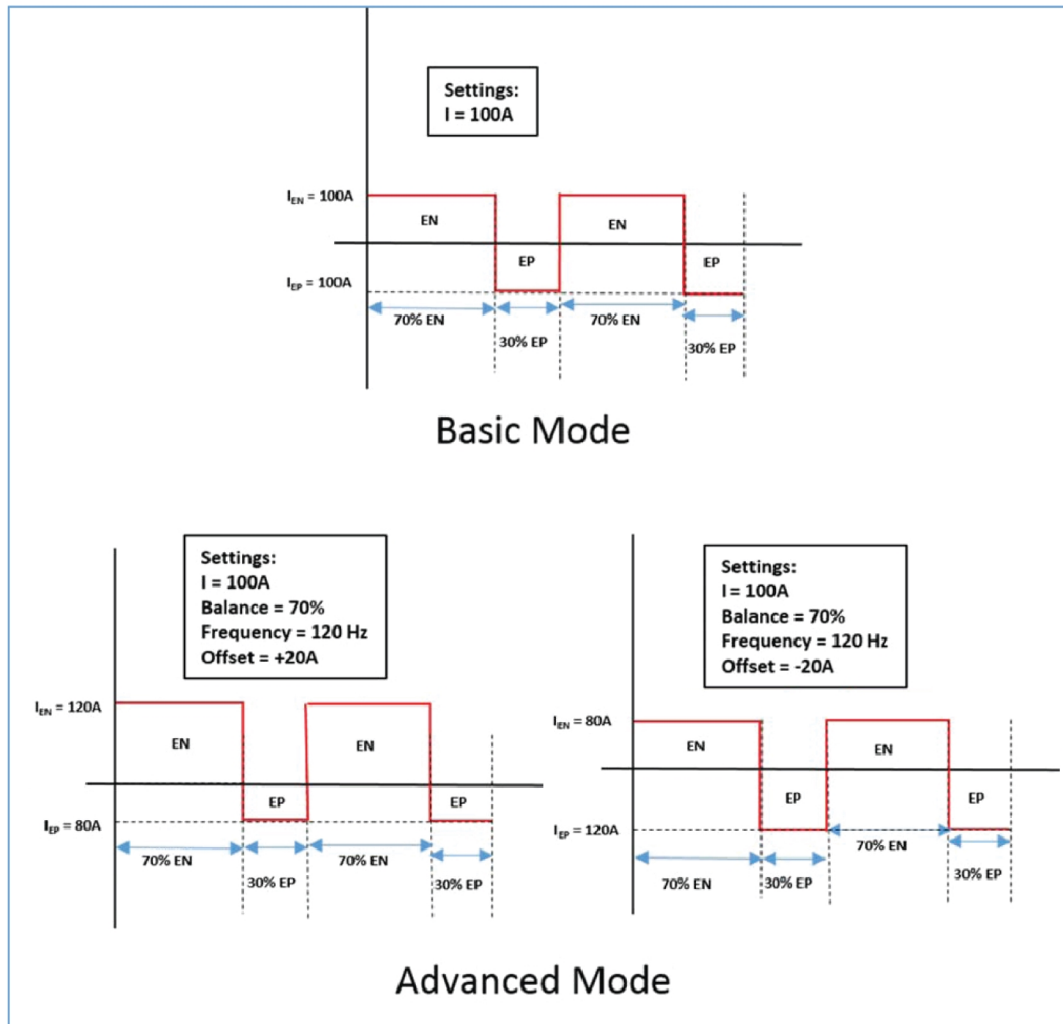 Settings:
I = 100A
IEN = 100A
EN
EN
EP
EP
IEP = 100A
70% EN
70% EN
30% EP
30% EP
Basic Mode
Settings:
I = 100A
Balance = 70%
Frequency = 120 Hz
Offset = +20A
IEN = 120A
EN
EN
EP
EP
IEP = 80A
70% EN
70% EN
30% EP
30% EP
Settings:
I = 100A
Balance = 70%
Frequency = 120 Hz
Offset = -20A
IEN = 80A
EN
EN
EP
EP
IEP = 120A
70% EN
70% EN
30% EP
30% EP
Advanced Mode